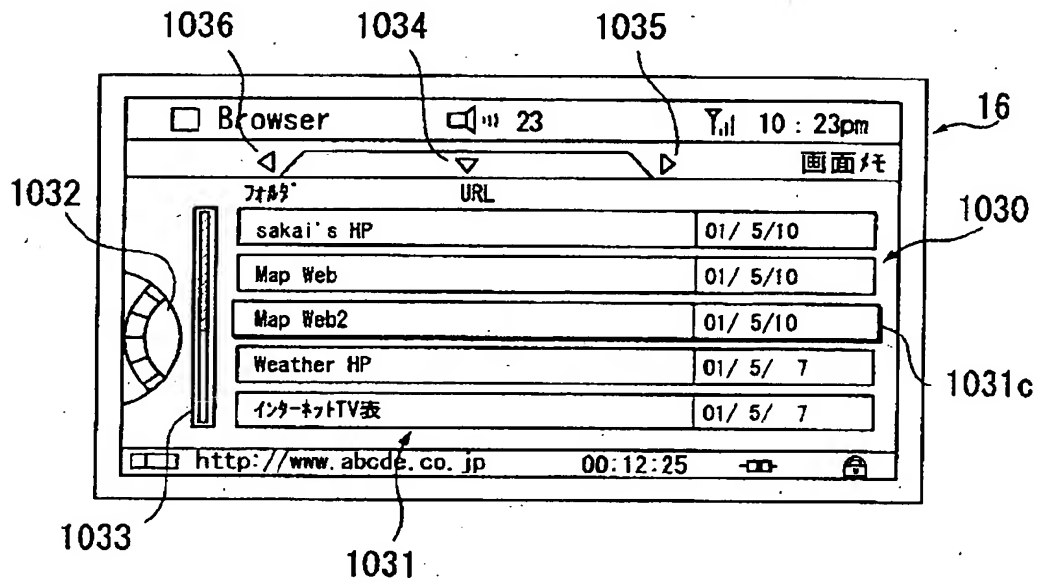 1036 1034 1035
16
Browser 23 10 : 23pm
画面ﾒﾓ
ﾌｫﾙﾀﾞ URL
1032
1030
sakai's HP 01/ 5/10
Map Web 01/ 5/10
Map Web2 01/ 5/10
Weather HP 01/ 5/ 7
1031c
ｲﾝﾀｰﾈｯﾄTV表 01/ 5/ 7
http://www.abcde.co.jp 00:12:25
1033
1031